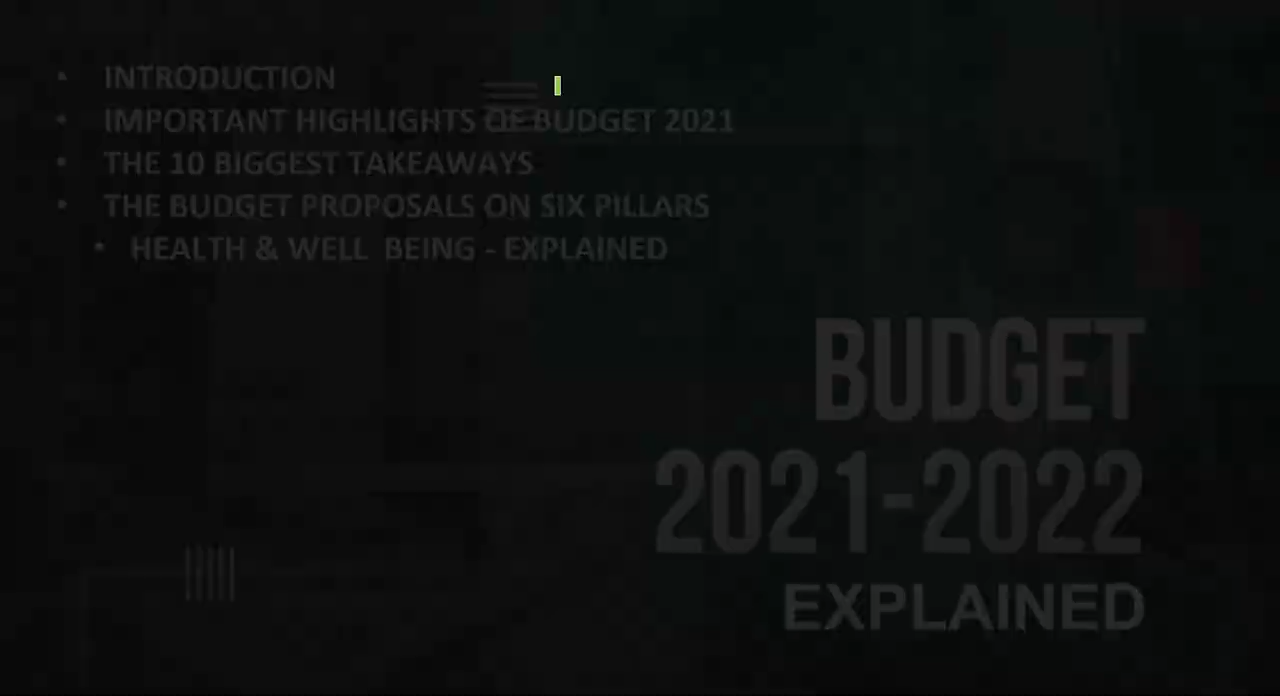 • INTRODUCTION
• IMPORTANT HIGHLIGHTS OF BUDGET 2021
• THE 10 BIGGEST TAKEAWAYS
• THE BUDGET PROPOSALS ON SIX PILLARS
• HEALTH & WELL BEING - EXPLAINED
BUDGET
2021-2022
EXPLAINED